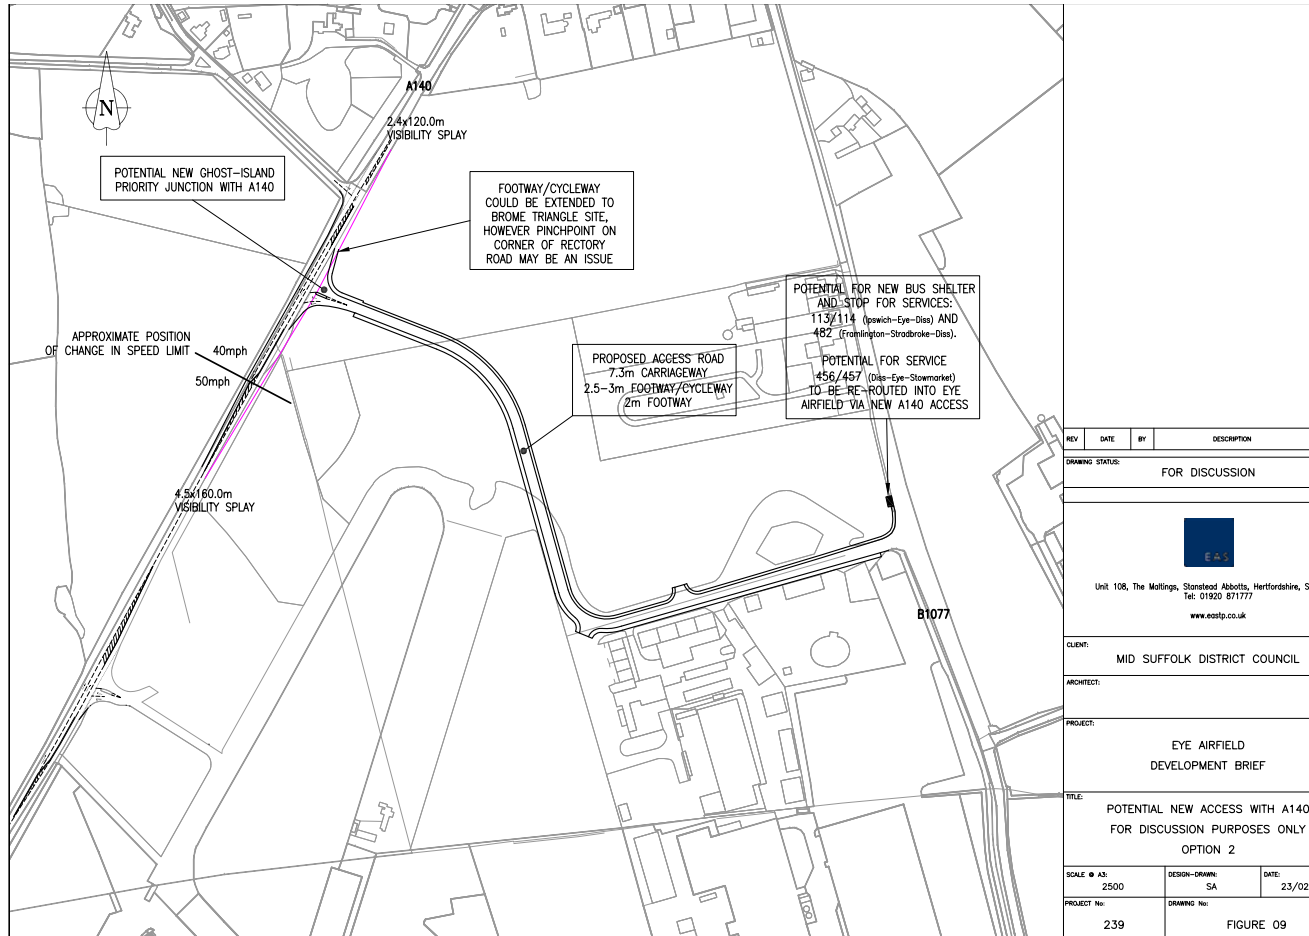 A140
2.4x120.0m
VISIBILITY SPLAY
N
POTENTIAL NEW GHOST-ISLAND
PRIORITY JUNCTION WITH A140
FOOTWAY/CYCLEWAY
COULD BE EXTENDED TO
BROME TRIANGLE SITE,
HOWEVER PINCHPOINT ON
CORNER OF RECTORY
ROAD MAY BE AN ISSUE
POTENTIAL FOR NEW BUS SHELTER
AND STOP FOR SERVICES:
113/114 (Ipswich-Eye-Diss) AND
482 (Framlington-Stradbroke-Diss).
POTENTIAL FOR SERVICE
456/457 (Diss-Eye-Stowmarket)
TO BE RE-ROUTED INTO EYE
AIRFIELD VIA NEW A140 ACCESS
APPROXIMATE POSITION
OF CHANGE IN SPEED LIMIT
40mph
50mph
PROPOSED ACCESS ROAD
7.3m CARRIAGEWAY
2.5-3m FOOTWAY/CYCLEWAY
2m FOOTWAY
4.5x160.0m
VISIBILITY SPLAY
B1077
REV DATE BY DESCRIPTION
DRAWING STATUS:
FOR DISCUSSION
EAS
Unit 108, The Maltings, Stanstead Abbotts, Hertfordshire, S
Tel: 01920 871777
www.eastp.co.uk
CLIENT:
MID SUFFOLK DISTRICT COUNCIL
ARCHITECT:
PROJECT:
EYE AIRFIELD
DEVELOPMENT BRIEF
TITLE:
POTENTIAL NEW ACCESS WITH A140
FOR DISCUSSION PURPOSES ONLY
OPTION 2
SCALE @ A3: DESIGN-DRAWN: DATE:
2500 SA 23/02
PROJECT No: DRAWING No:
239 FIGURE 09